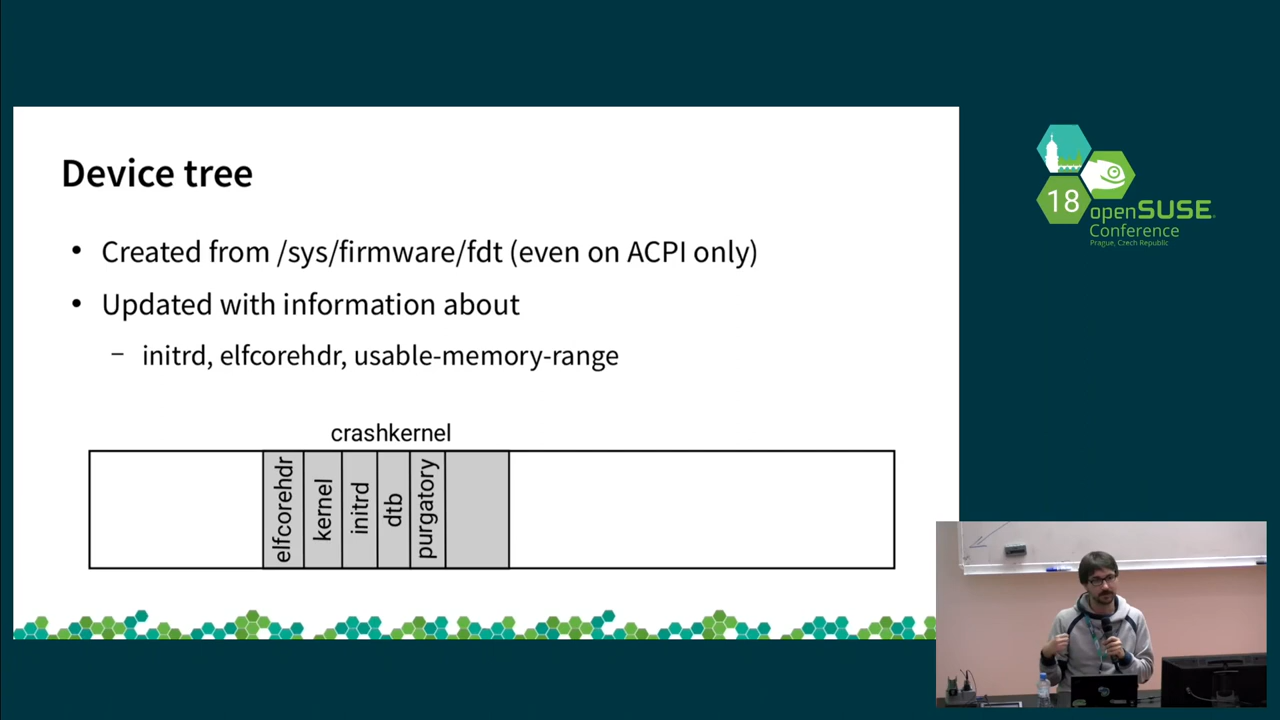 Device tree
• Created from /sys/firmware/fdt (even on ACPI only)
• Updated with information about
– initrd, elfcorehdr, usable-memory-range
crashkernel
elfcorehdr
kernel
initrd
dtb
purgatory
18
openSUSE
Conference
Prague, Czech Republic